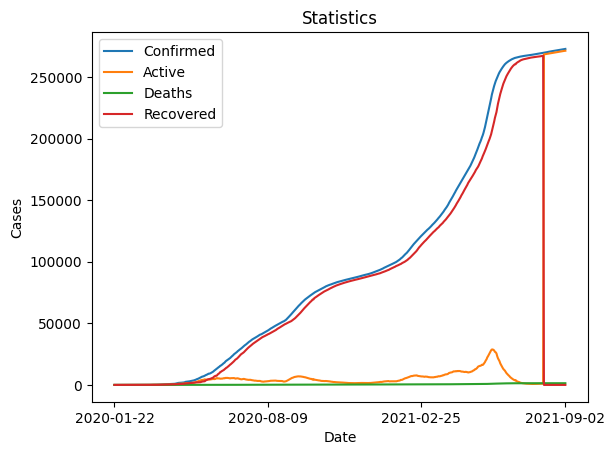 Statistics
Confirmed
Active
Deaths
Recovered
250000
200000
150000
100000
50000
0
Cases
2020-01-22 2020-08-09 2021-02-25 2021-09-02
Date